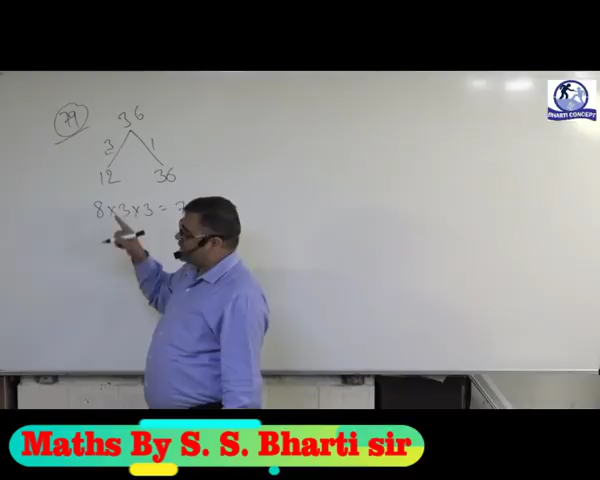 79
36
3 1
12 36
8 x 3 x 3 =
BHARTI CONCEPT
Maths By S. S. Bharti sir